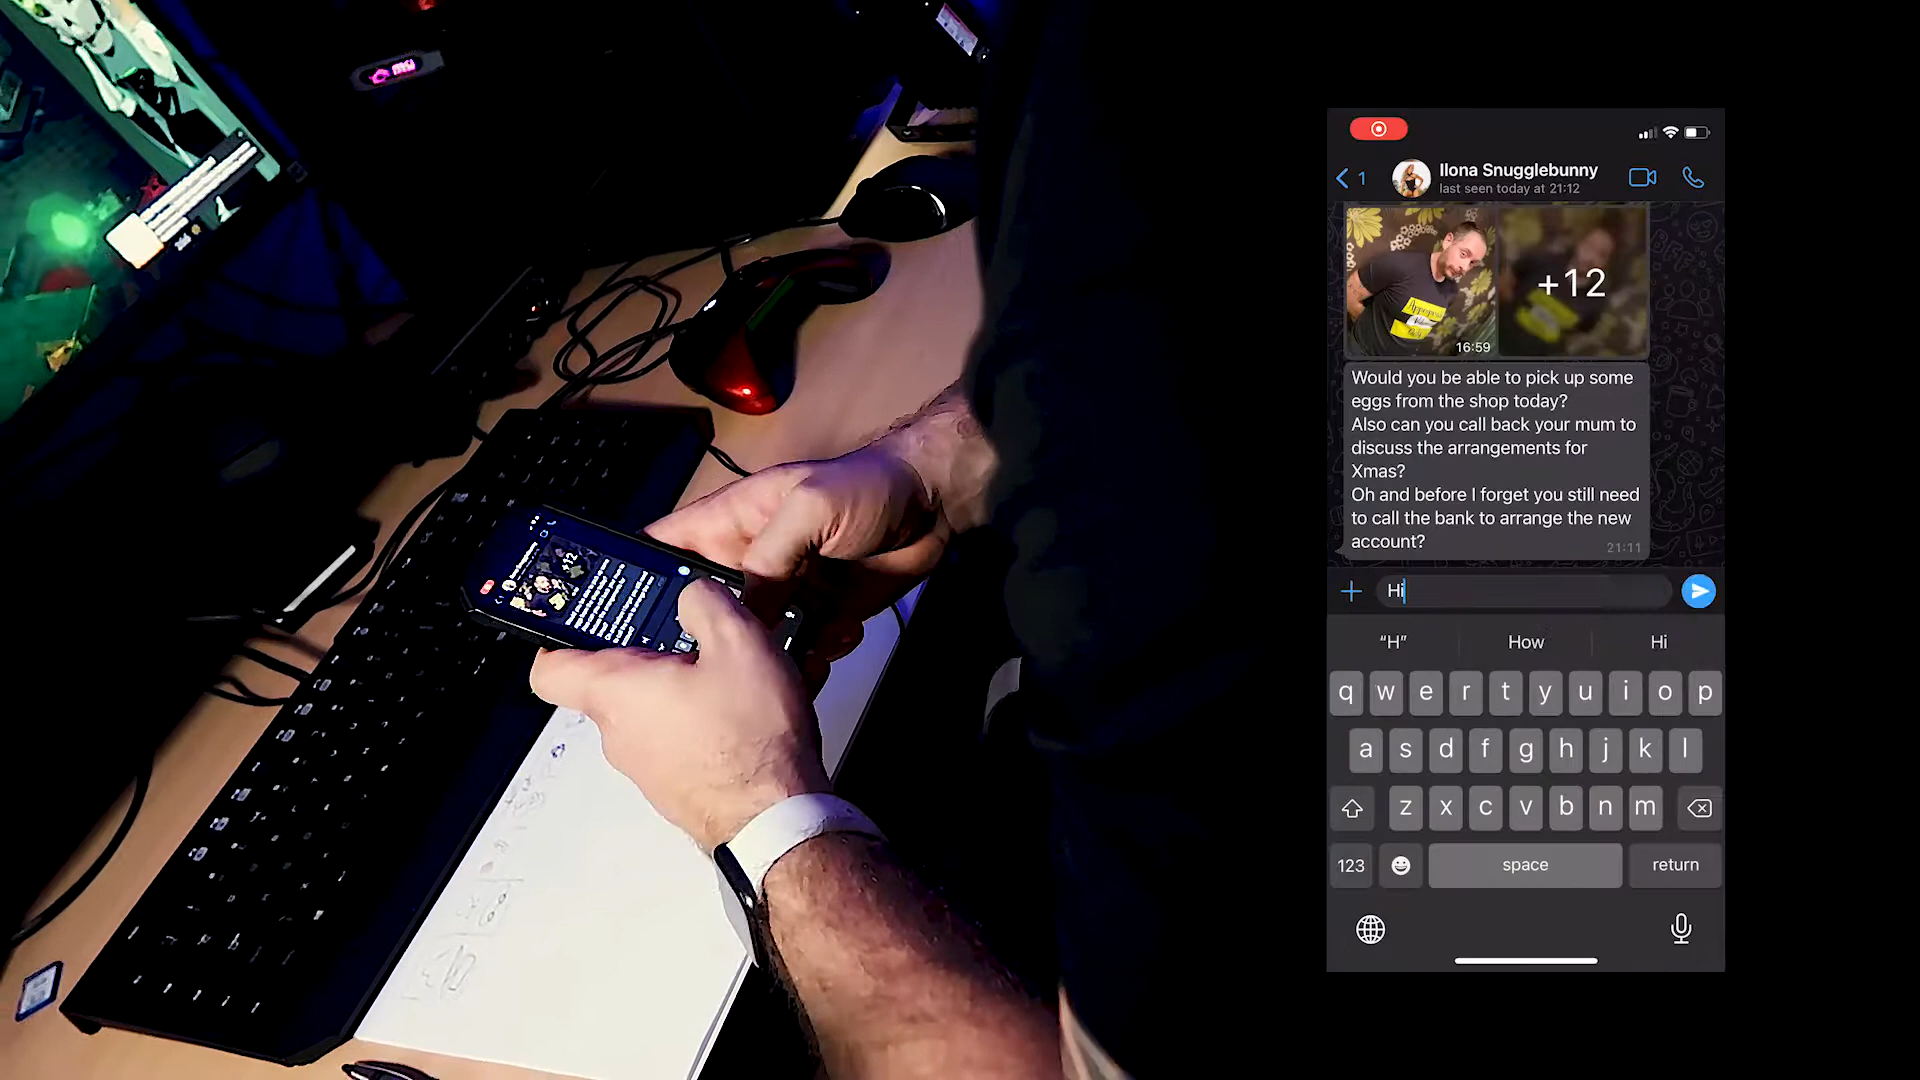 1
Ilona Snugglebunny
last seen today at 21:12
+12
16:59
Would you be able to pick up some
eggs from the shop today?
Also can you call back your mum to
discuss the arrangements for
Xmas?
Oh and before I forget you still need
to call the bank to arrange the new
account?
21:11
Hi
“H”
How
Hi
q w e r t y u i o p
a s d f g h j k l
z x c v b n m
123
space
return
+12